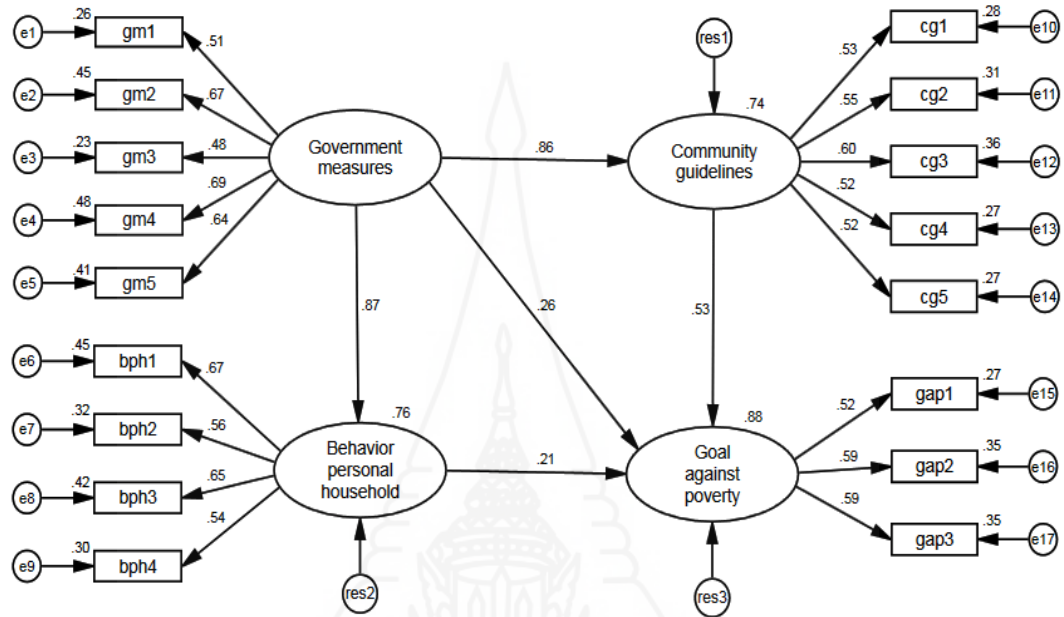 .26
e1
gm1
.51
.45
e2
gm2
.67
.23
e3
gm3
.48
.48
e4
gm4
.69
.41
e5
gm5
.64
Government
measures
.86
res1
.74
Community
guidelines
.53
cg1
.28
e10
.55
cg2
.31
e11
.60
cg3
.36
e12
.52
cg4
.27
e13
.52
cg5
.27
e14
.87
.26
.53
.45
e6
bph1
.67
.32
e7
bph2
.56
.42
e8
bph3
.65
.30
e9
bph4
.54
.76
Behavior
personal
household
res2
.21
.88
Goal
against
poverty
res3
.52
gap1
.27
e15
.59
gap2
.35
e16
.59
gap3
.35
e17